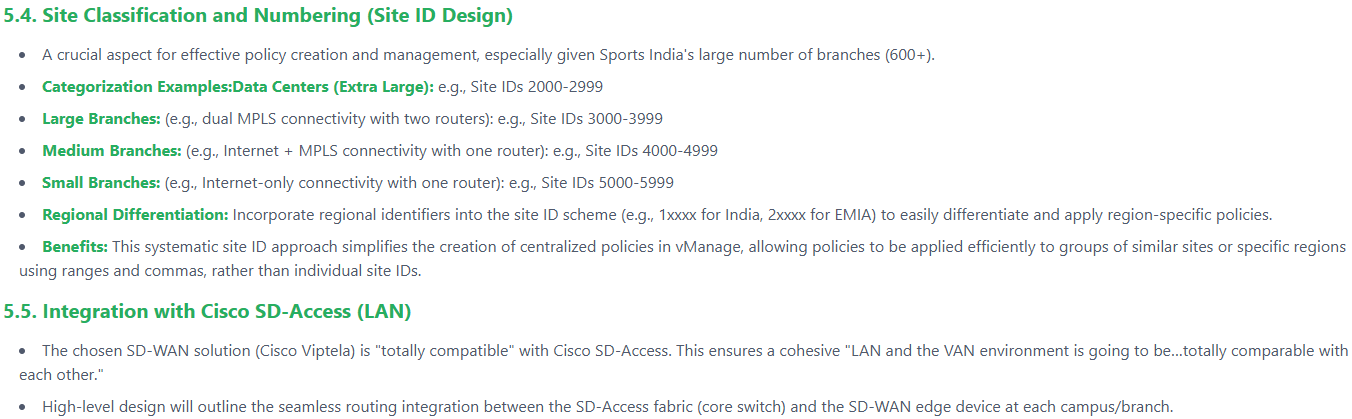 5.4. Site Classification and Numbering (Site ID Design)
• A crucial aspect for effective policy creation and management, especially given Sports India's large number of branches (600+).
• Categorization Examples:Data Centers (Extra Large): e.g., Site IDs 2000-2999
• Large Branches: (e.g., dual MPLS connectivity with two routers): e.g., Site IDs 3000-3999
• Medium Branches: (e.g., Internet + MPLS connectivity with one router): e.g., Site IDs 4000-4999
• Small Branches: (e.g., Internet-only connectivity with one router): e.g., Site IDs 5000-5999
• Regional Differentiation: Incorporate regional identifiers into the site ID scheme (e.g., 1xxxx for India, 2xxxx for EMIA) to easily differentiate and apply region-specific policies.
• Benefits: This systematic site ID approach simplifies the creation of centralized policies in vManage, allowing policies to be applied efficiently to groups of similar sites or specific regions
using ranges and commas, rather than individual site IDs.
5.5. Integration with Cisco SD-Access (LAN)
• The chosen SD-WAN solution (Cisco Viptela) is "totally compatible" with Cisco SD-Access. This ensures a cohesive "LAN and the VAN environment is going to be...totally comparable with
each other."
• High-level design will outline the seamless routing integration between the SD-Access fabric (core switch) and the SD-WAN edge device at each campus/branch.